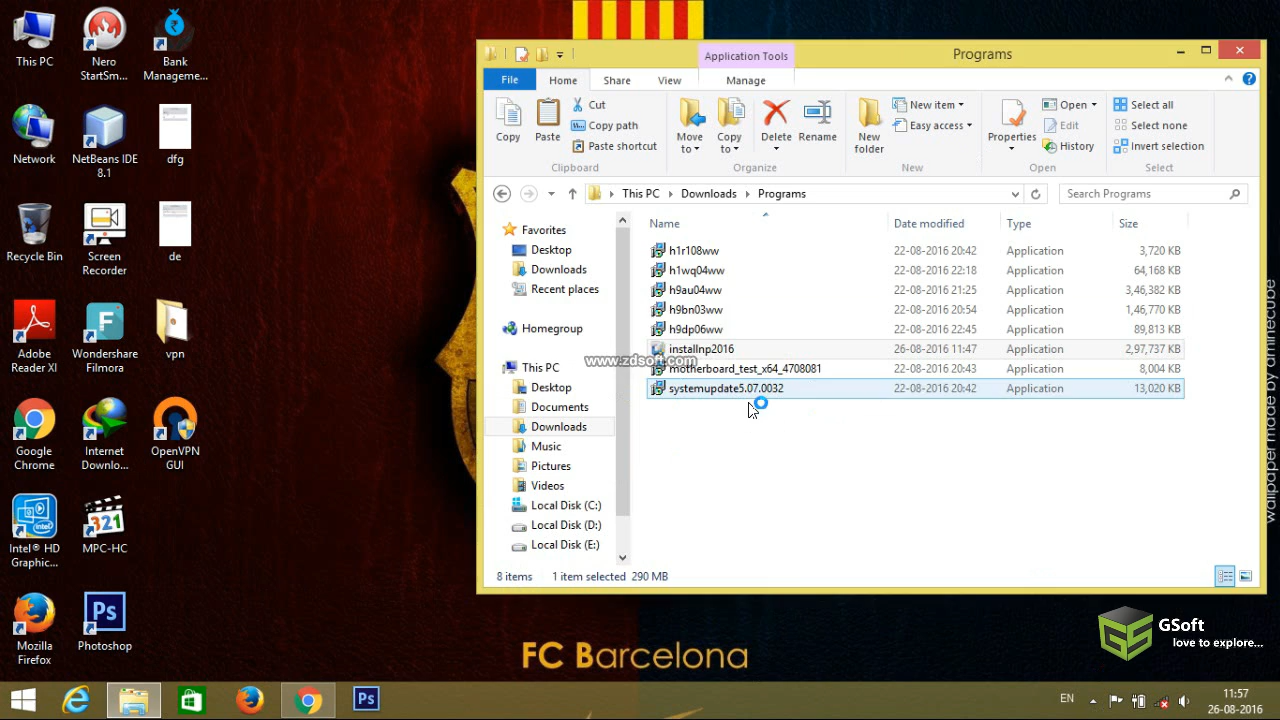 This PC
Nero
StartSm...
Bank
Manageme...
Network
NetBeans IDE
8.1
dfg
Recycle Bin
Screen
Recorder
de
Adobe
Reader XI
Wondershare
Filmora
vpn
Google
Chrome
Internet
Downlo...
OpenVPN
GUI
Intel® HD
Graphic...
321
MPC-HC
Mozilla
Firefox
Ps
Photoshop
Application Tools
Programs
File
Home
Share
View
Manage
Copy
Paste
Cut
Copy path
Paste shortcut
Clipboard
Move
to
Copy
to
Delete
Rename
Organize
New
folder
New item
Easy access
New
Properties
Open
Edit
History
Open
Select all
Select none
Invert selection
Select
This PC
Downloads
Programs
Search Programs
Favorites
Desktop
Downloads
Recent places
Homegroup
This PC
Desktop
Documents
Downloads
Music
Pictures
Videos
Local Disk (C:)
Local Disk (D:)
Local Disk (E:)
Name Date modified Type Size
h1r108ww 22-08-2016 20:42 Application 3,720 KB
h1wq04ww 22-08-2016 22:18 Application 64,168 KB
h9au04ww 22-08-2016 21:25 Application 3,46,382 KB
h9bn03ww 22-08-2016 20:54 Application 1,46,770 KB
h9dp06ww 22-08-2016 22:45 Application 89,813 KB
installnp2016 26-08-2016 11:47 Application 2,97,737 KB
www.zdsoft.com
motherboard_test_x64_4708081 22-08-2016 20:43 Application 8,004 KB
systemupdate5.07.0032 22-08-2016 20:42 Application 13,020 KB
8 items 1 item selected 290 MB
wallpaper made by aminecube
GSoft
love to explore...
FC Barcelona
Ps
EN
11:57
26-08-2016